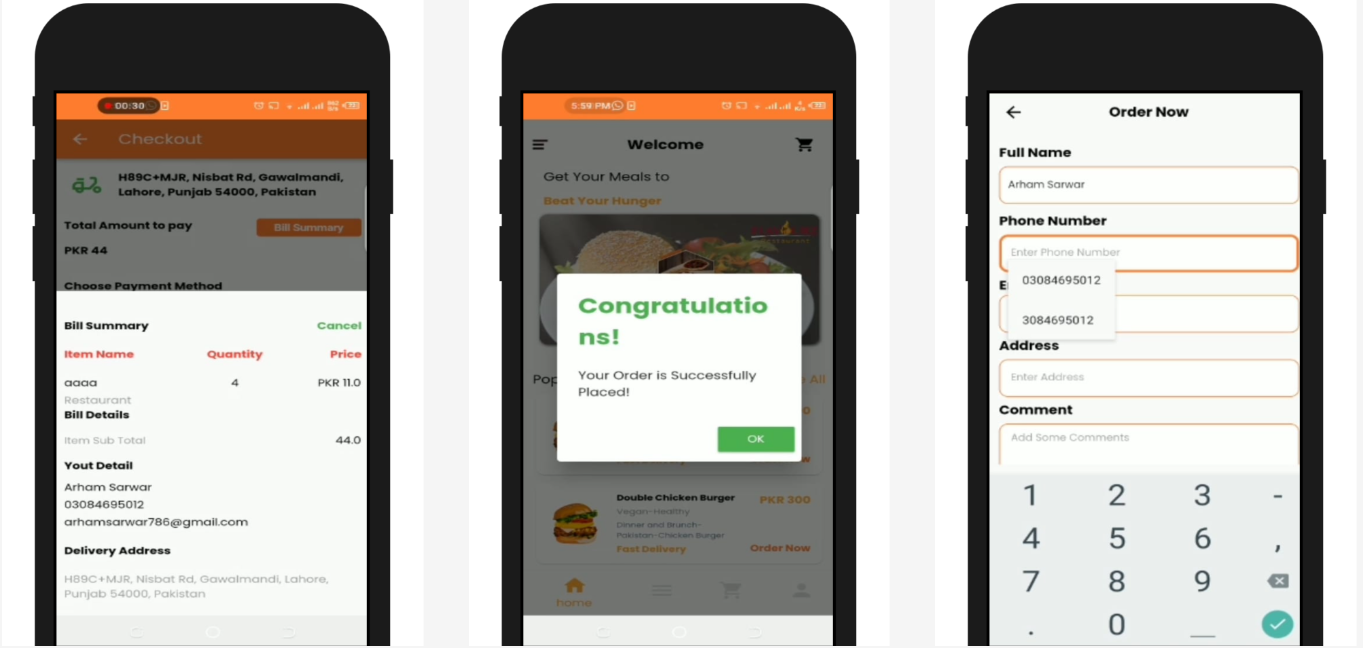 00:30
Checkout
H89C+MJR, Nisbat Rd, Gawalmandi,
Lahore, Punjab 54000, Pakistan
Total Amount to pay
Bill Summary
PKR 44
Choose Payment Method
Bill Summary
Cancel
Item Name Quantity Price
aaaa 4 PKR 11.0
Restaurant
Bill Details
Item Sub Total 44.0
Yout Detail
Arham Sarwar
03084695012
arhamsarwar786@gmail.com
Delivery Address
H89C+MJR, Nisbat Rd, Gawalmandi, Lahore,
Punjab 54000, Pakistan
5:59 PM
Welcome
Get Your Meals to
Beat Your Hunger
Congratulatio
ns!
Your Order is Successfully
Placed!
OK
Pop
All
Double Chicken Burger PKR 300
Vegan-Healthy
Dinner and Brunch-
Pakistan-Chicken Burger
Fast Delivery Order Now
home
Order Now
Full Name
Arham Sarwar
Phone Number
Enter Phone Number
03084695012
3084695012
E
Address
Enter Address
Comment
Add Some Comments
1 2 3 -
4 5 6 ,
7 8 9
. 0 _